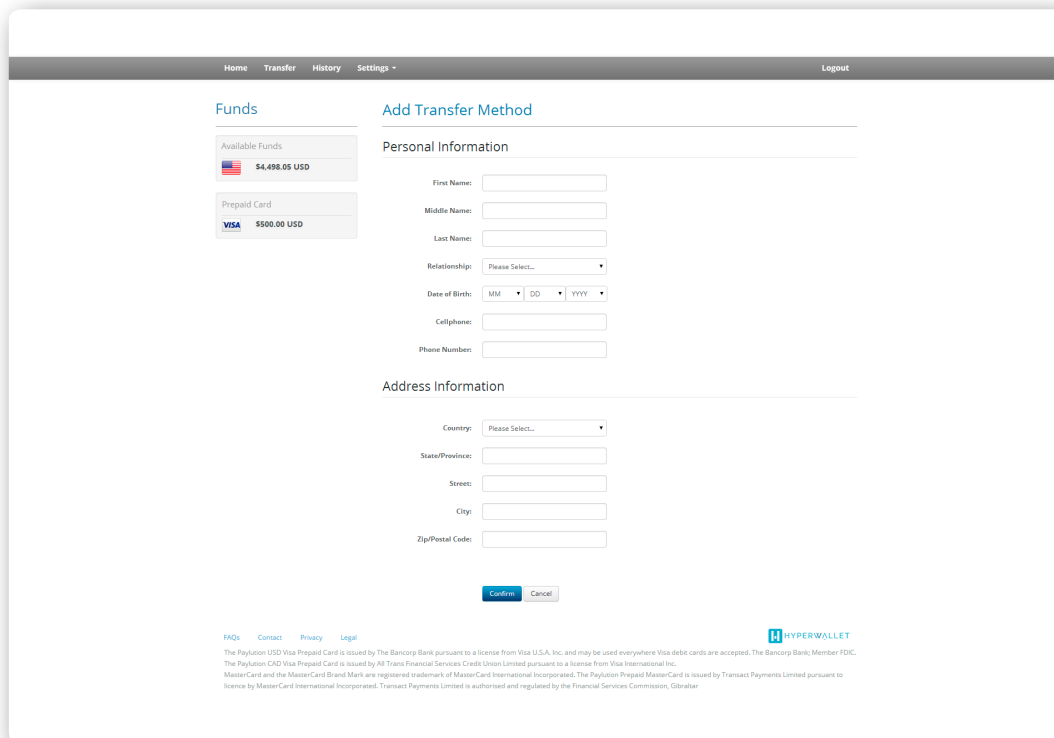 Home Transfer History Settings Logout
Funds
Available Funds
$4,498.05 USD
Prepaid Card
VISA $500.00 USD
Add Transfer Method
Personal Information
First Name:
Middle Name:
Last Name:
Relationship: Please Select...
Date of Birth: MM DD YYYY
Cellphone:
Phone Number:
Address Information
Country: Please Select...
State/Province:
Street:
City:
Zip/Postal Code:
Confirm Cancel
FAQs Contact Privacy Legal
HYPERWALLET
The Paylution USD Visa Prepaid Card is issued by The Bancorp Bank pursuant to a license from Visa U.S.A. Inc. and may be used everywhere Visa debit cards are accepted. The Bancorp Bank; Member FDIC.
The Paylution CAD Visa Prepaid Card is issued by All Trans Financial Services Credit Union Limited pursuant to a license from Visa International Inc.
MasterCard and the MasterCard Brand Mark are registered trademark of MasterCard International Incorporated. The Paylution Prepaid MasterCard is issued by Transact Payments Limited pursuant to
licence by MasterCard International Incorporated. Transact Payments Limited is authorised and regulated by the Financial Services Commission, Gibraltar